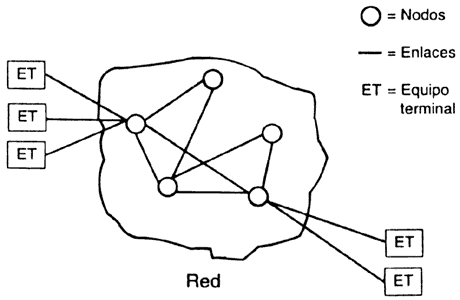 = Nodos
= Enlaces
ET = Equipo
terminal
ET
ET
ET
ET
ET
Red